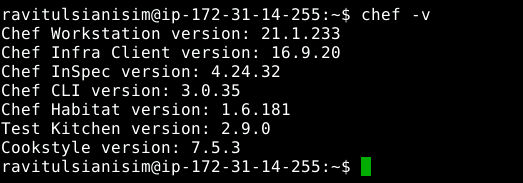 ravitulsianisim@ip-172-31-14-255:~$ chef -v
Chef Workstation version: 21.1.233
Chef Infra Client version: 16.9.20
Chef InSpec version: 4.24.32
Chef CLI version: 3.0.35
Chef Habitat version: 1.6.181
Test Kitchen version: 2.9.0
Cookstyle version: 7.5.3
ravitulsianisim@ip-172-31-14-255:~$